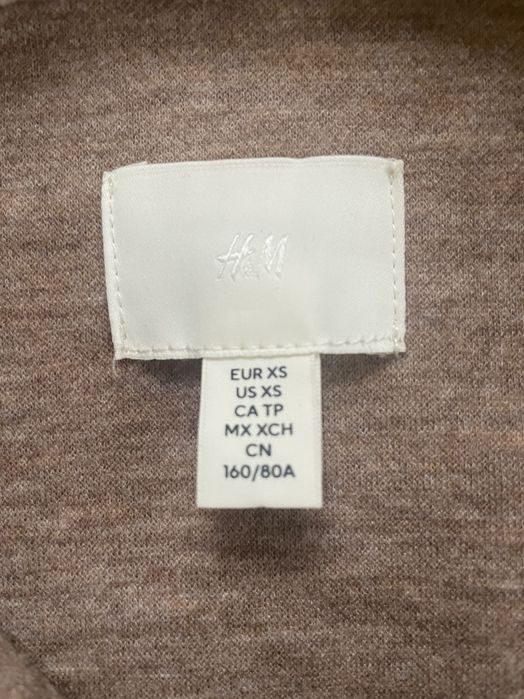 H&M
EUR XS
US XS
CA TP
MX XCH
CN
160/80A